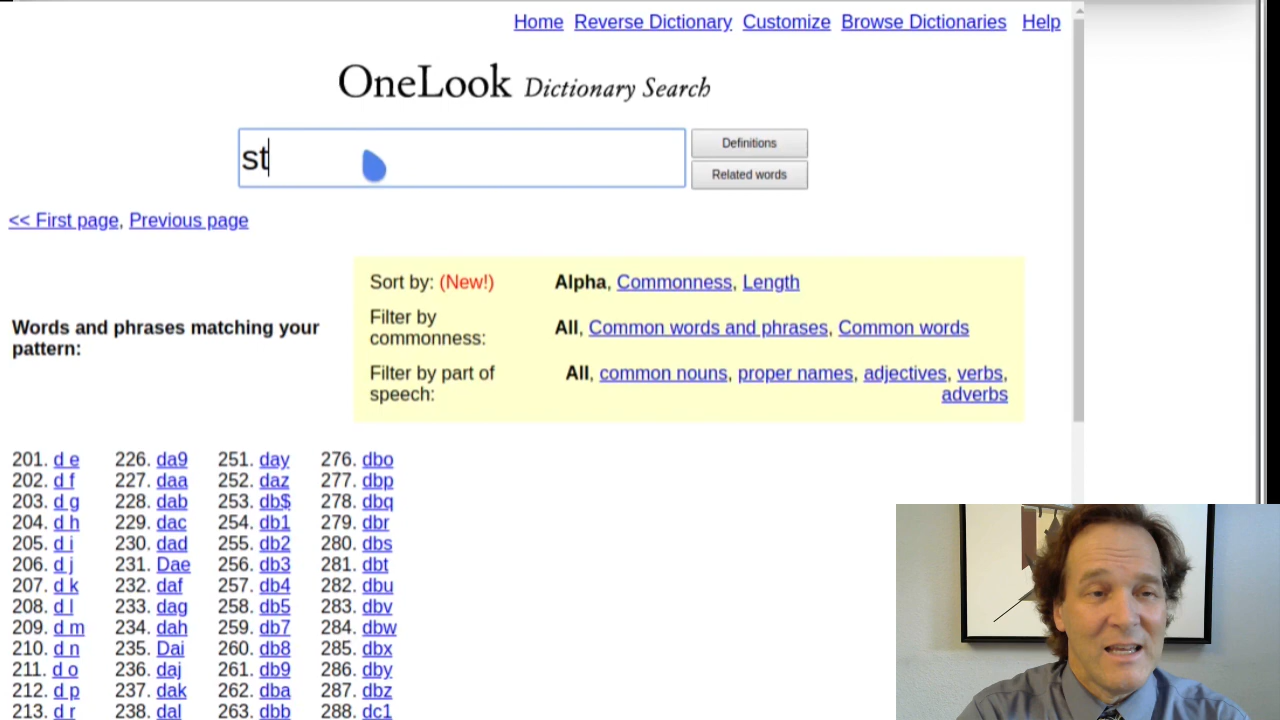 Home Reverse Dictionary Customize Browse Dictionaries Help
OneLook Dictionary Search
st
Definitions
Related words
<< First page, Previous page
Sort by: (New!) Alpha, Commonness, Length
Filter by commonness: All, Common words and phrases, Common words
Words and phrases matching your pattern:
Filter by part of speech: All, common nouns, proper names, adjectives, verbs, adverbs
201. d e 226. da9 251. day 276. dbo
202. d f 227. daa 252. daz 277. dbp
203. d g 228. dab 253. db$ 278. dbq
204. d h 229. dac 254. db1 279. dbr
205. d i 230. dad 255. db2 280. dbs
206. d j 231. Dae 256. db3 281. dbt
207. d k 232. daf 257. db4 282. dbu
208. d l 233. dag 258. db5 283. dbv
209. d m 234. dah 259. db7 284. dbw
210. d n 235. Dai 260. db8 285. dbx
211. d o 236. daj 261. db9 286. dby
212. d p 237. dak 262. dba 287. dbz
213. d r 238. dal 263. dbb 288. dc1